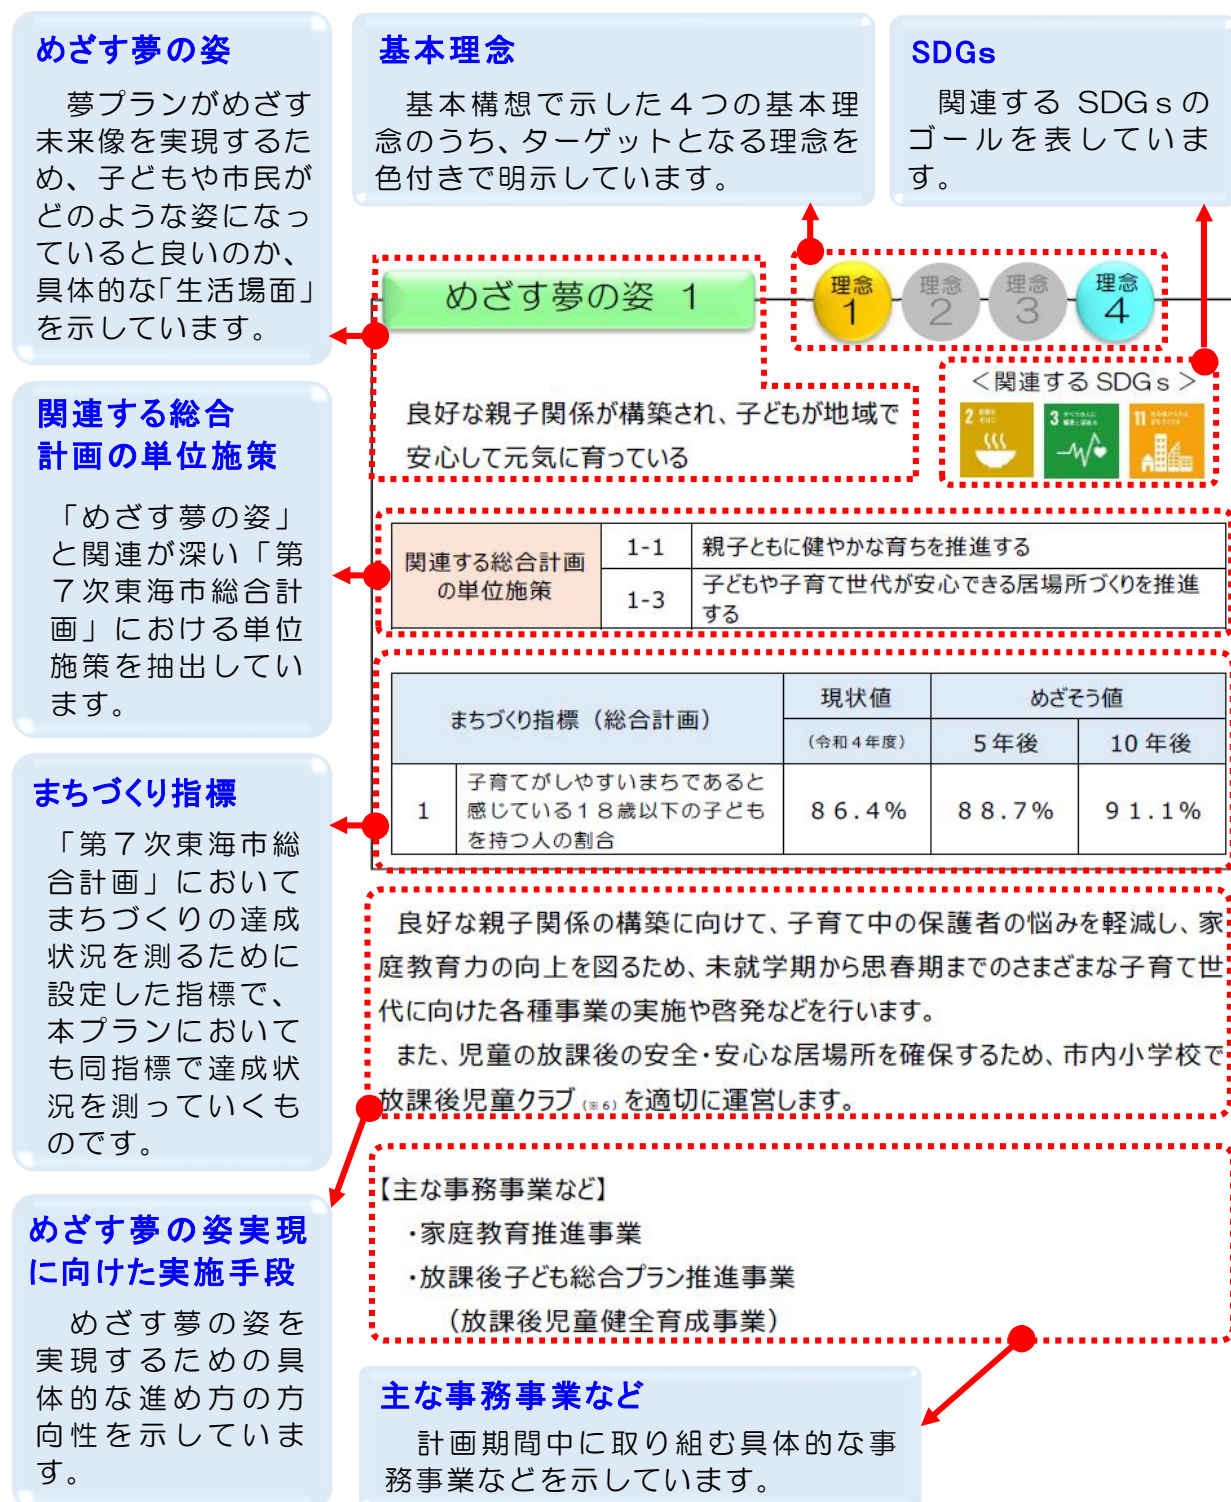 めざす夢の姿
夢プランがめざす
未来像を実現するた
め、子どもや市民が
どのような姿になっ
ていると良いのか、
具体的な「生活場面」
を示しています。
基本理念
基本構想で示した４つの基本理
念のうち、ターゲットとなる理念を
色付きで明示しています。
SDGs
関連する SDGｓの
ゴールを表していま
す。
めざす夢の姿 1
理念
1
理念
2
理念
3
理念
4
良好な親子関係が構築され、子どもが地域で
安心して元気に育っている
＜関連する SDGｓ＞
2
3 すべての人に
健康と福祉を
11 住み続けられる
まちづくりを
関連する総合
計画の単位施策
「めざす夢の姿」
と関連が深い「第
７次東海市総合計
画」における単位
施策を抽出してい
ます。
関連する総合計画
の単位施策
1-1 親子ともに健やかな育ちを推進する
1-3 子どもや子育て世代が安心できる居場所づくりを推進
する
まちづくり指標
「第７次東海市総
合計画」において
まちづくりの達成
状況を測るために
設定した指標で、
本プランにおいて
も同指標で達成状
況を測っていくも
のです。
まちづくり指標（総合計画）
現状値
（令和４年度）
めざそう値
5年後
10年後
1
子育てがしやすいまちであると
感じている１８歳以下の子ども
を持つ人の割合
８６.４%
８８.７%
９１.１%
良好な親子関係の構築に向けて、子育て中の保護者の悩みを軽減し、家
庭教育力の向上を図るため、未就学期から思春期までのさまざまな子育て世
代に向けた各種事業の実施や啓発などを行います。
また、児童の放課後の安全・安心な居場所を確保するため、市内小学校で
放課後児童クラブ（※6）を適切に運営します。
めざす夢の姿実現
に向けた実施手段
めざす夢の姿を
実現するための具
体的な進め方の方
向性を示していま
す。
【主な事務事業など】
・家庭教育推進事業
・放課後子ども総合プラン推進事業
（放課後児童健全育成事業）
主な事務事業など
計画期間中に取り組む具体的な事
務事業などを示しています。